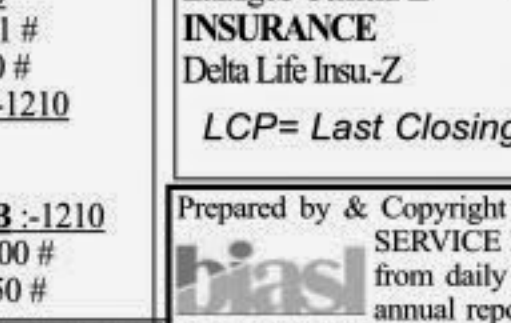 1 #
0 #
-1210
3 :-1210
00 #
50 #
INSURANCE
Delta Life Insu.-Z
LCP= Last Closing
Prepared by & Copyright
SERVICE
from daily
annual repo
biasl